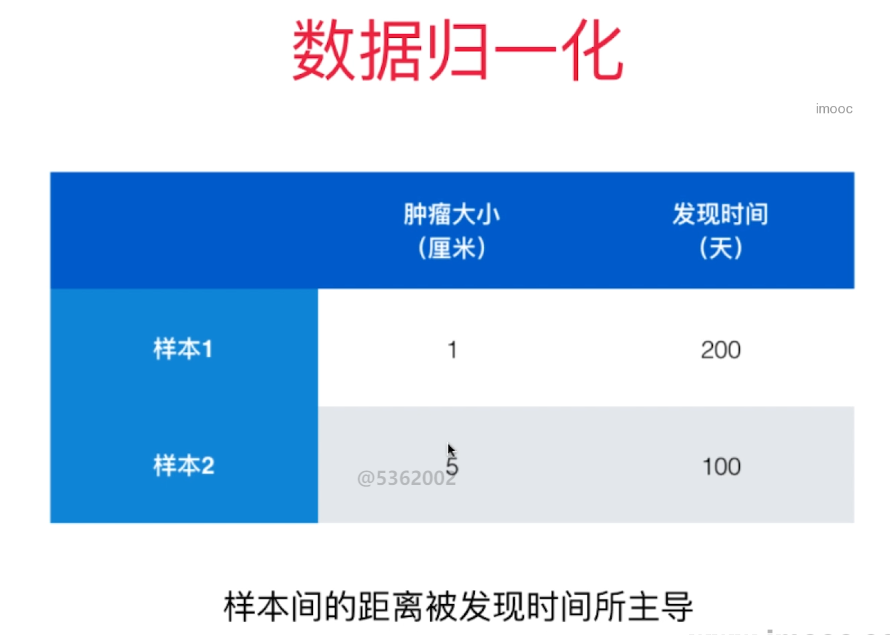 数据归一化
imooc
肿瘤大小 发现时间
（厘米） （天）
样本1 1 200
样本2 5 100
@5362002
样本间的距离被发现时间所主导